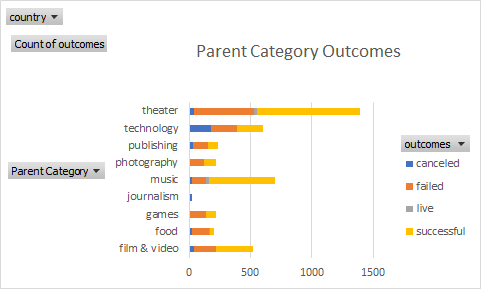 country
Count of outcomes
Parent Category Outcomes
theater
technology
publishing
photography
music
journalism
games
food
film & video
0 500 1000 1500
Parent Category
outcomes
canceled
failed
live
successful